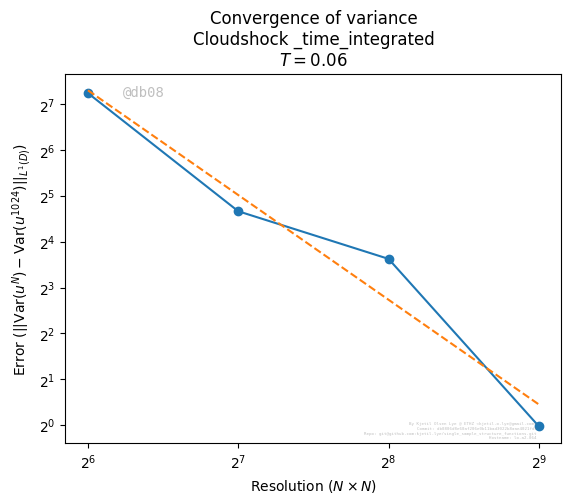 Convergence of variance
Cloudshock _time_integrated
T = 0.06
@db08
2^7
2^6
2^5
2^4
2^3
2^2
2^1
2^0
Error (||Var(u^N) − Var(u^1024)||_L^1(D))
2^6 2^7 2^8 2^9
Resolution (N × N)